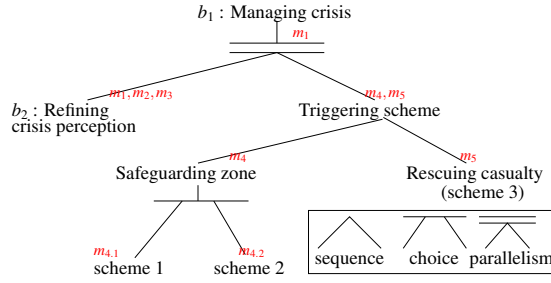 b₁ : Managing crisis
m₁
m₁, m₂, m₃
m₄, m₅
b₂ : Refining
crisis perception
Triggering scheme
m₄
m₅
Safeguarding zone
Rescuing casualty
(scheme 3)
m₄.₁
m₄.₂
scheme 1
scheme 2
sequence
choice
parallelism